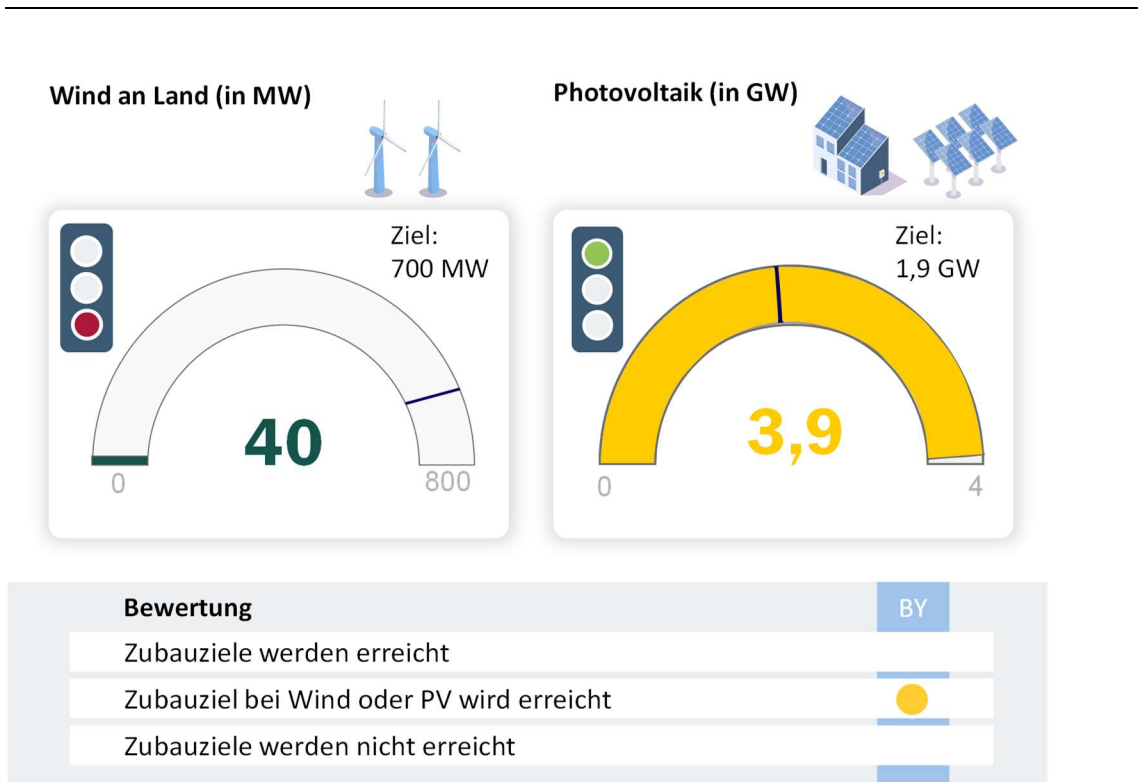 Wind an Land (in MW)
Photovoltaik (in GW)
Ziel:
700 MW
40
0
800
Ziel:
1,9 GW
3,9
0
4
Bewertung
BY
Zubauziele werden erreicht
Zubauziel bei Wind oder PV wird erreicht
Zubauziele werden nicht erreicht